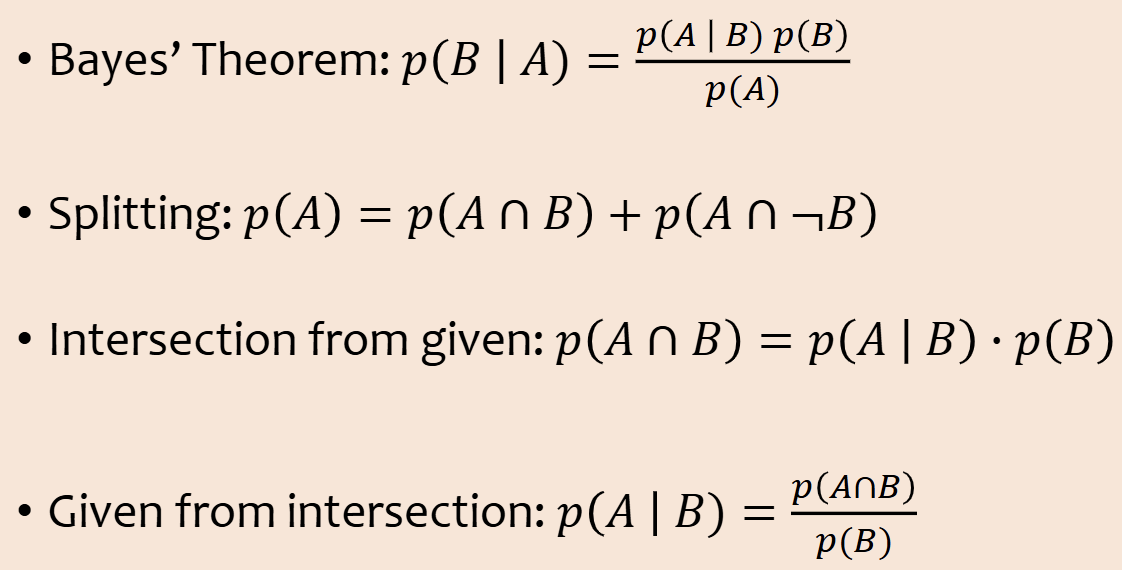 • Bayes’ Theorem: p(B | A) = p(A | B) p(B) / p(A)
• Splitting: p(A) = p(A ∩ B) + p(A ∩ ¬B)
• Intersection from given: p(A ∩ B) = p(A | B) · p(B)
• Given from intersection: p(A | B) = p(A∩B) / p(B)